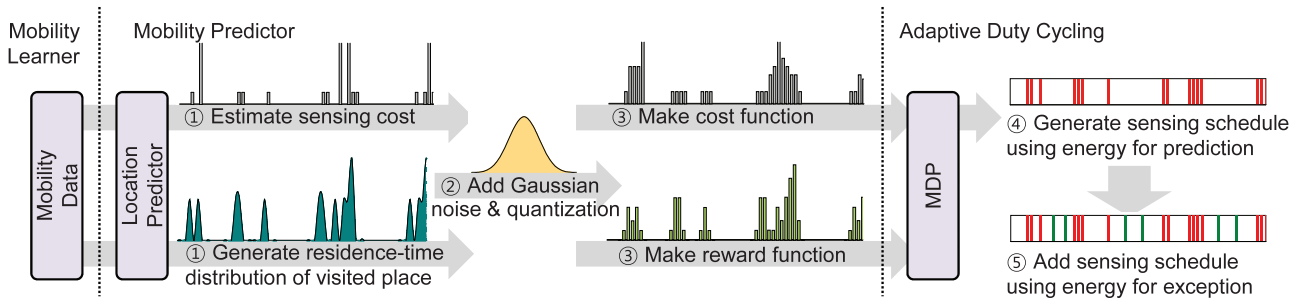 Mobility
Learner
Mobility Predictor
Adaptive Duty Cycling
Mobility
Data
Location
Predictor
① Estimate sensing cost
① Generate residence-time
distribution of visited place
② Add Gaussian
noise & quantization
③ Make cost function
③ Make reward function
MDP
④ Generate sensing schedule
using energy for prediction
⑤ Add sensing schedule
using energy for exception